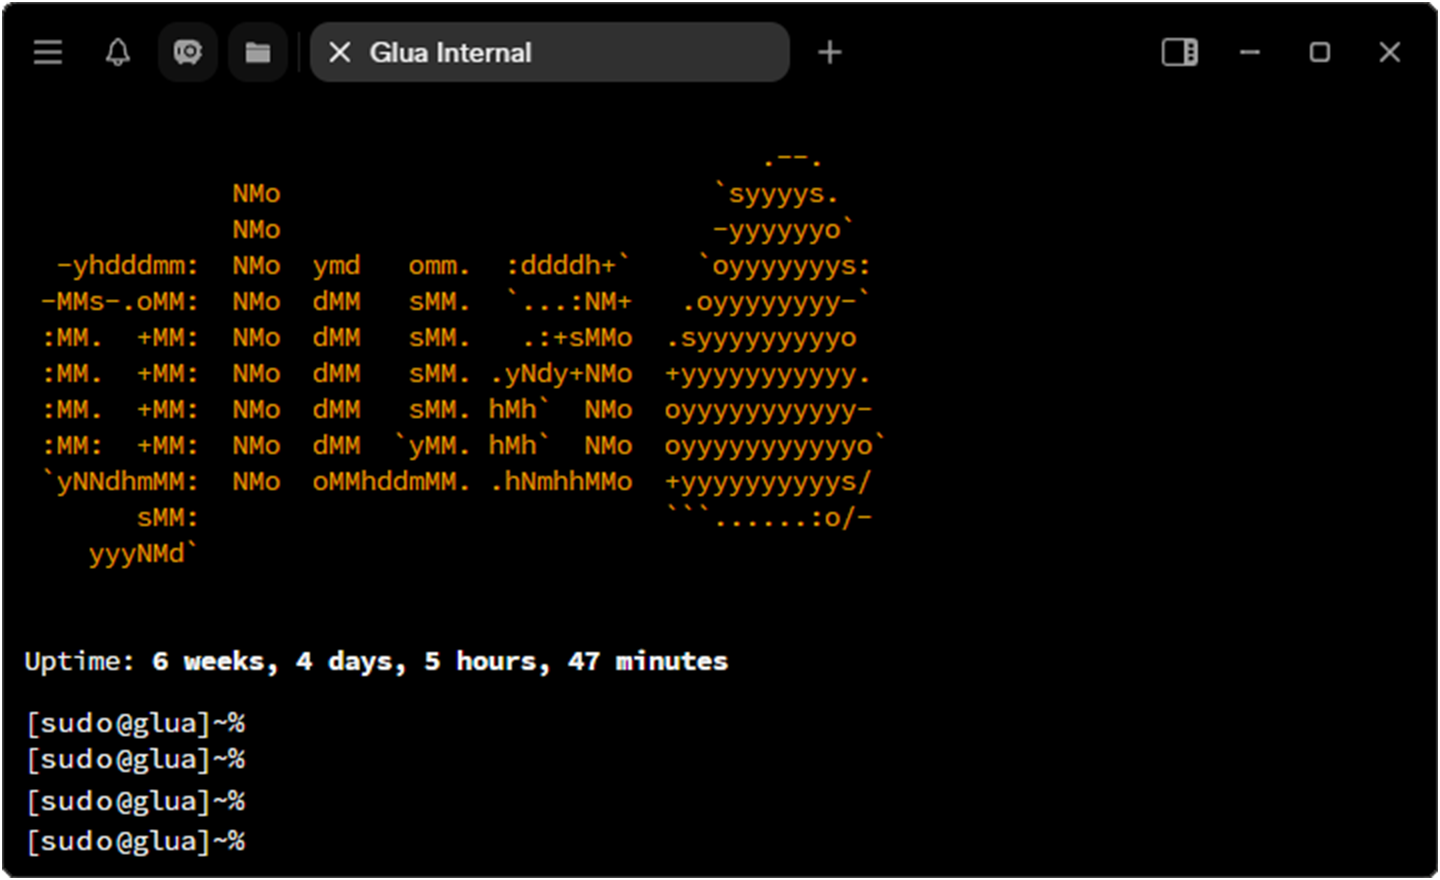 Glua Internal
                                              .--.
             NMo                           `syyyys.
             NMo                           -yyyyyyo`
  -yhdddmm:  NMo  ymd   omm.  :ddddh+`    `oyyyyyyys:
 -MMs-.oMM:  NMo  dMM   sMM.  `...:NM+   .oyyyyyyyy-`
 :MM.  +MM:  NMo  dMM   sMM.   .:+sMMo  .syyyyyyyyyo
 :MM.  +MM:  NMo  dMM   sMM. .yNdy+NMo  +yyyyyyyyyyy.
 :MM.  +MM:  NMo  dMM   sMM. hMh`  NMo  oyyyyyyyyyyy-
 :MM:  +MM:  NMo  dMM  `yMM. hMh`  NMo  oyyyyyyyyyyyo`
 `yNNdhmMM:  NMo  oMMhddmMM. .hNmhhMMo  +yyyyyyyyyys/
       sMM:                             ```......:o/-
    yyyNMd`
Uptime: 6 weeks, 4 days, 5 hours, 47 minutes
[sudo@glua]~%
[sudo@glua]~%
[sudo@glua]~%
[sudo@glua]~%